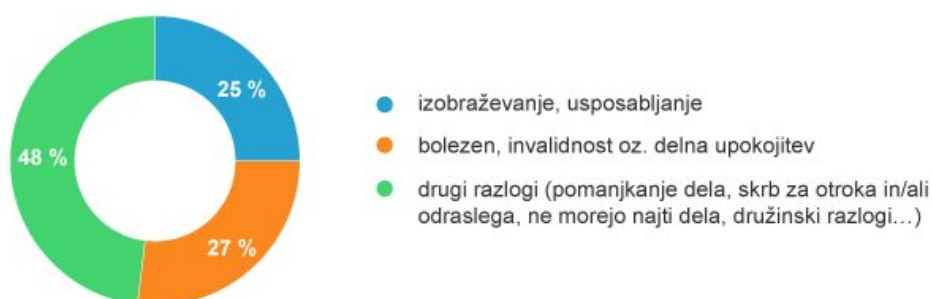 25 %
48 %
27 %
izobraževanje, usposabljanje
bolezen, invalidnost oz. delna upokojitev
drugi razlogi (pomanjkanje dela, skrb za otroka in/ali
odraslega, ne morejo najti dela, družinski razlogi…)